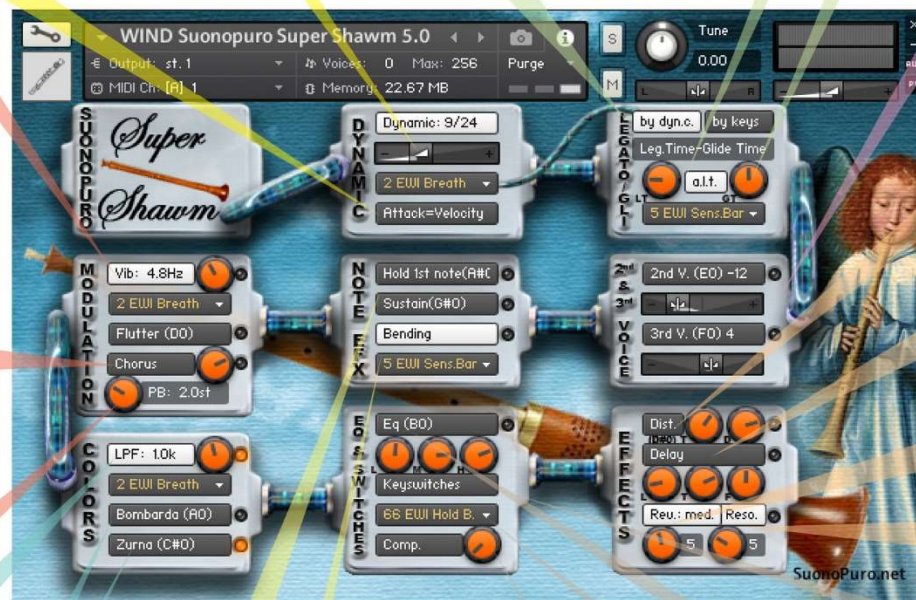 WIND Suonopuro Super Shawm 5.0
Output: st. 1
Voices: 0 Max: 256
Purge
MIDI Ch: [A] 1
Memory: 22.67 MB
S
M
Tune
0.00
L R
SUONOPURO
Super
Shawm
DYNAMIC
Dynamic: 9/24
- +
2 EWI Breath
Attack=Velocity
LEGATO/GLI
by dyn.c. by keys
Leg.Time-Glide Time
LT a.l.t. GT
5 EWI Sens.Bar
MODULATION
Vib: 4.8Hz
2 EWI Breath
Flutter (D0)
Chorus
PB: 2.0st
NOTE EFX
Hold 1st note(A#0
Sustain(G#0)
Bending
5 EWI Sens.Bar
2nd & 3rd VOICE
2nd V. (E0) -12
- +
3rd V. (F0) 4
COLORS
LPF: 1.0k
2 EWI Breath
Bombarda (A0)
Zurna (C#0)
EQ & SWITCHES
Eq (B0)
L M H
Keyswitches
66 EWI Hold B.
Comp.
EFFECTS
Dist.
(D#0) T D
Delay
L T F
Rev.: med. Reso.
5 5
SuonoPuro.net